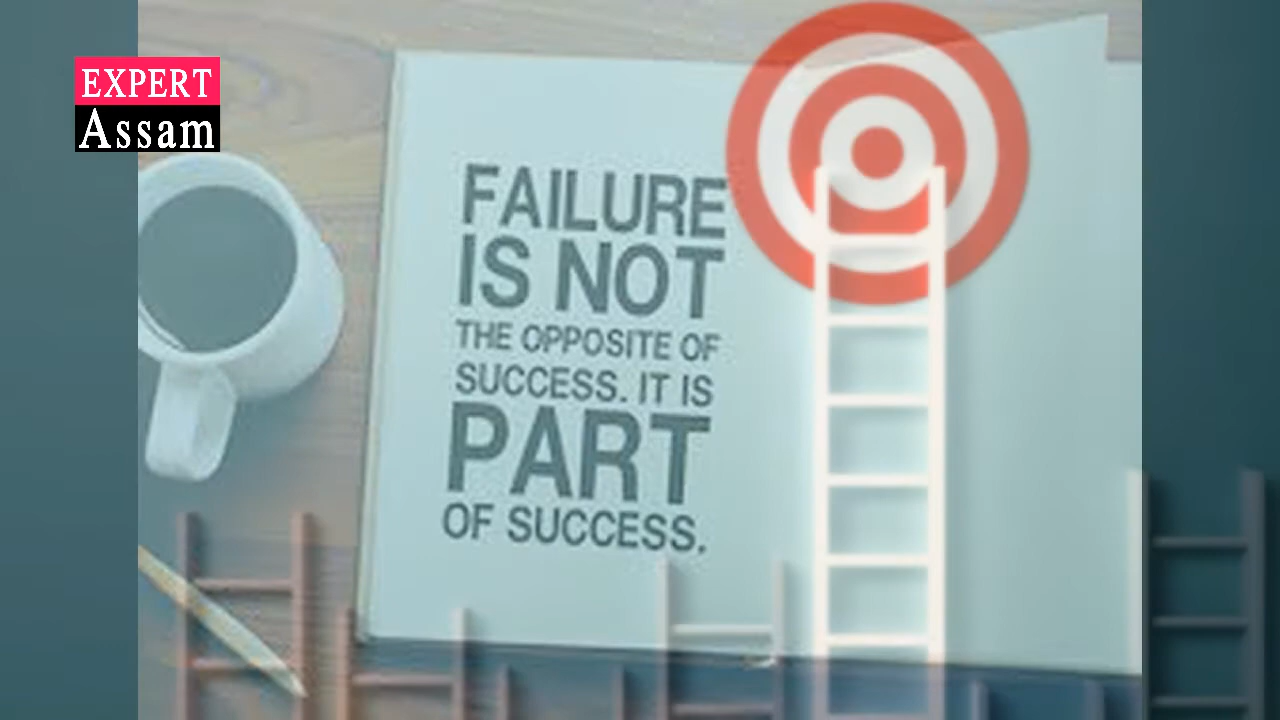 EXPERT
Assam
FAILURE
IS NOT
THE OPPOSITE OF
SUCCESS. IT IS
PART
OF SUCCESS.